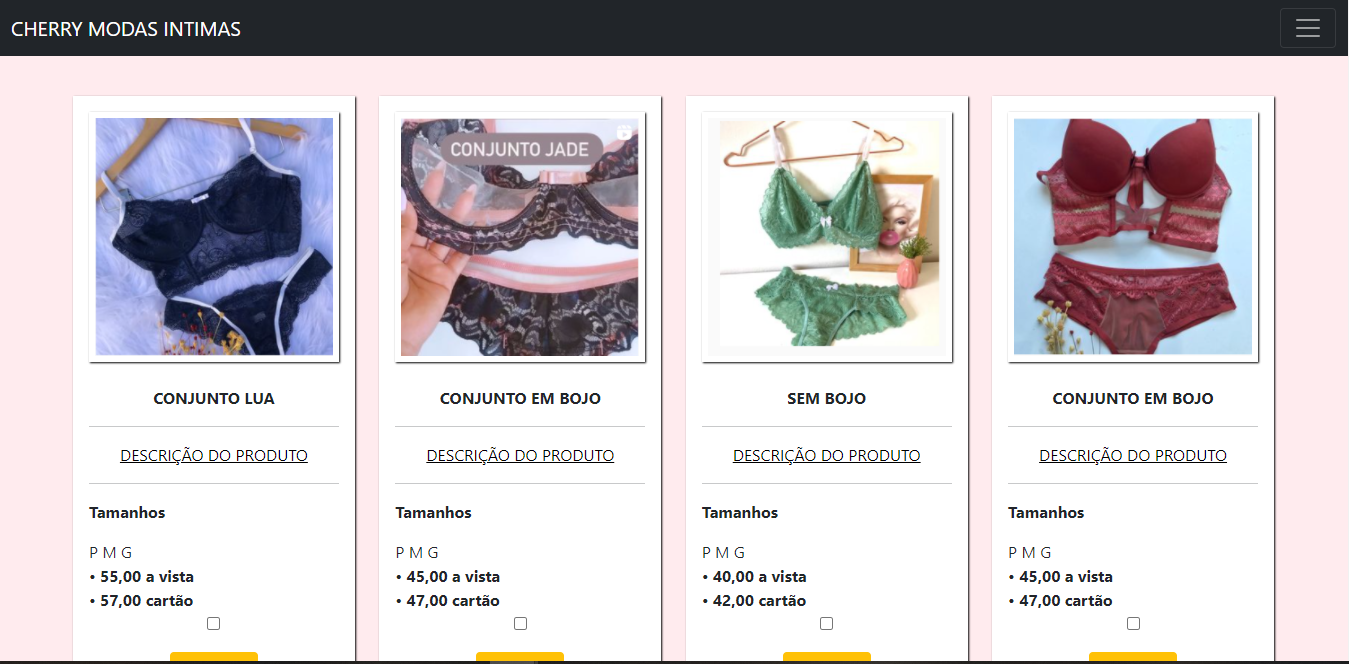 CHERRY MODAS INTIMAS
CONJUNTO JADE
CONJUNTO LUA
DESCRIÇÃO DO PRODUTO
Tamanhos
P M G
• 55,00 a vista
• 57,00 cartão
CONJUNTO EM BOJO
DESCRIÇÃO DO PRODUTO
Tamanhos
P M G
• 45,00 a vista
• 47,00 cartão
SEM BOJO
DESCRIÇÃO DO PRODUTO
Tamanhos
P M G
• 40,00 a vista
• 42,00 cartão
CONJUNTO EM BOJO
DESCRIÇÃO DO PRODUTO
Tamanhos
P M G
• 45,00 a vista
• 47,00 cartão